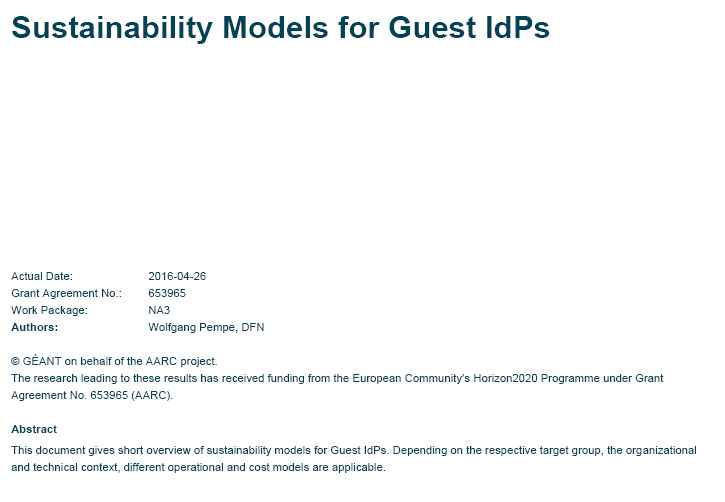 Sustainability Models for Guest IdPs
Actual Date: 2016-04-26
Grant Agreement No.: 653965
Work Package: NA3
Authors: Wolfgang Pempe, DFN
© GÉANT on behalf of the AARC project.
The research leading to these results has received funding from the European Community's Horizon2020 Programme under Grant
Agreement No. 653965 (AARC).
Abstract
This document gives short overview of sustainability models for Guest IdPs. Depending on the respective target group, the organizational
and technical context, different operational and cost models are applicable.